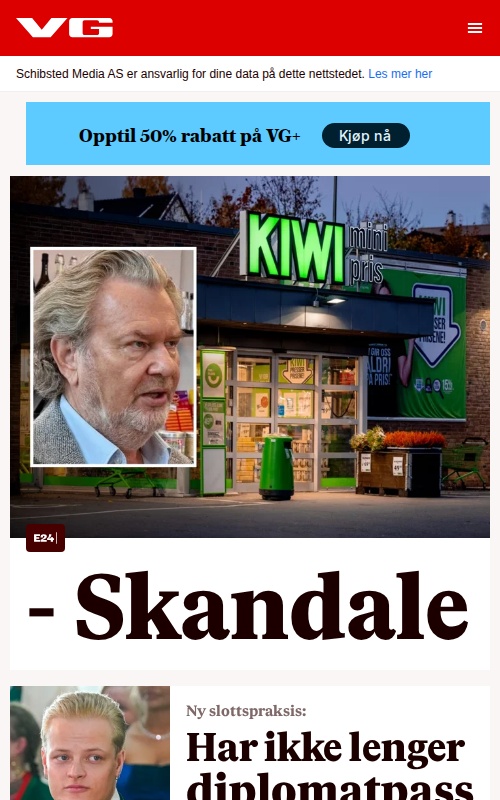 VG
Schibsted Media AS er ansvarlig for dine data på dette nettstedet. Les mer her
Opptil 50% rabatt på VG+
Kjøp nå
KIWI mini pris
KIWI
E24
- Skandale
Ny slottspraksis:
Har ikke lenger
diplomatpass